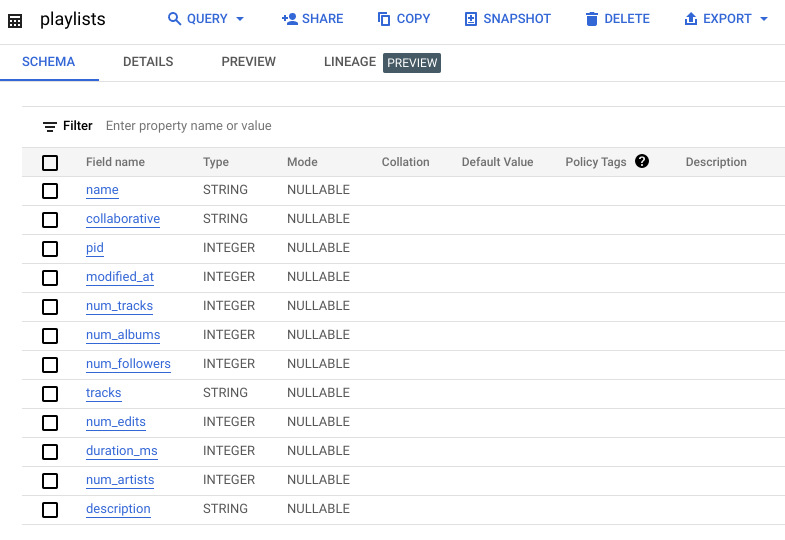 playlists QUERY SHARE COPY SNAPSHOT DELETE EXPORT
SCHEMA DETAILS PREVIEW LINEAGE PREVIEW
Filter Enter property name or value
Field name Type Mode Collation Default Value Policy Tags ? Description
name STRING NULLABLE
collaborative STRING NULLABLE
pid INTEGER NULLABLE
modified_at INTEGER NULLABLE
num_tracks INTEGER NULLABLE
num_albums INTEGER NULLABLE
num_followers INTEGER NULLABLE
tracks STRING NULLABLE
num_edits INTEGER NULLABLE
duration_ms INTEGER NULLABLE
num_artists INTEGER NULLABLE
description STRING NULLABLE